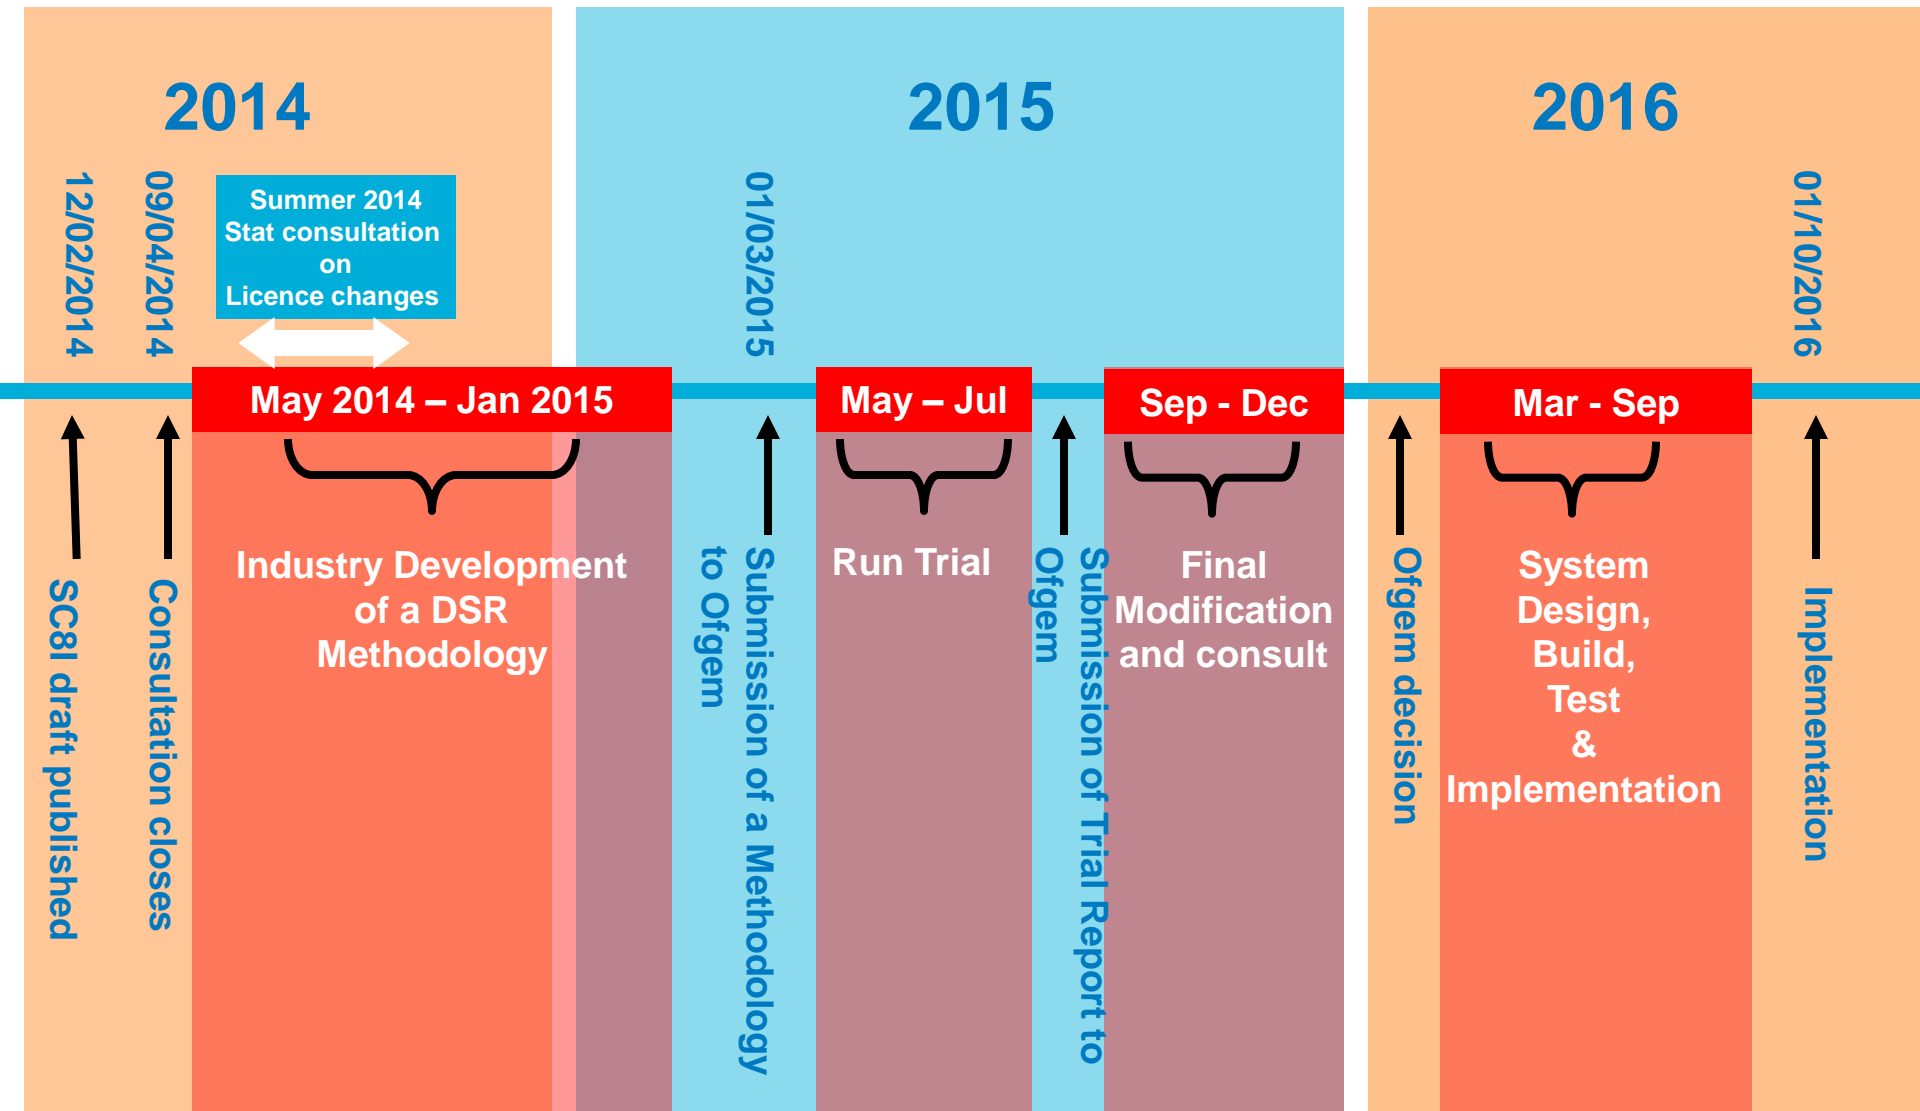 2014
2015
2016
12/02/2014
09/04/2014
Summer 2014
Stat consultation
on
Licence changes
01/03/2015
01/10/2016
May 2014 – Jan 2015
May – Jul
Sep - Dec
Mar - Sep
SC8I draft published
Consultation closes
Industry Development
of a DSR
Methodology
Submission of a Methodology
to Ofgem
Run Trial
Submission of Trial Report to
Ofgem
Final
Modification
and consult
Ofgem decision
System
Design,
Build,
Test
&
Implementation
Implementation